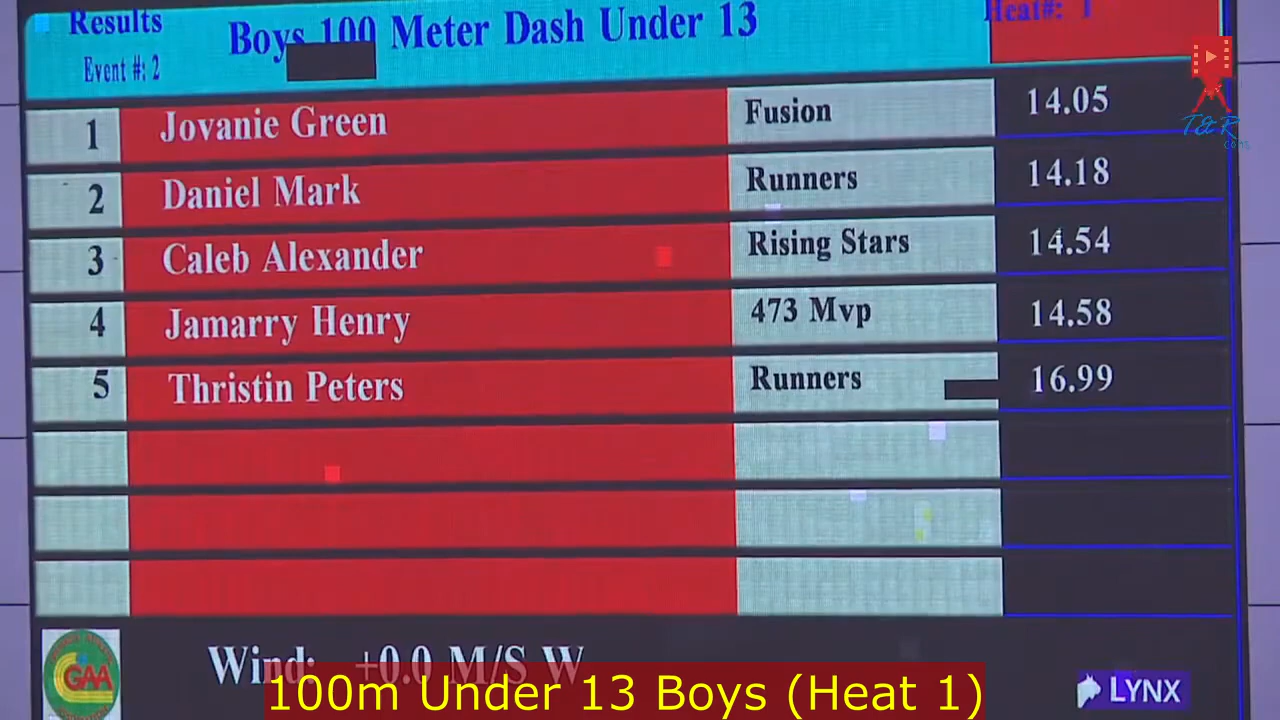 Results
Event #: 2
Boys 100 Meter Dash Under 13
Heat#: 1
1 Jovanie Green Fusion 14.05
2 Daniel Mark Runners 14.18
3 Caleb Alexander Rising Stars 14.54
4 Jamarry Henry 473 Mvp 14.58
5 Thristin Peters Runners 16.99
Wind: +0.0 M/S W
GAA
LYNX
T&R
.com
100m Under 13 Boys (Heat 1)